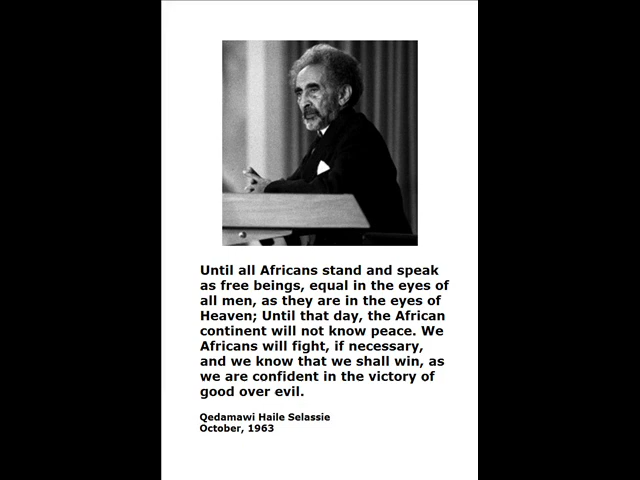 Until all Africans stand and speak
as free beings, equal in the eyes of
all men, as they are in the eyes of
Heaven; Until that day, the African
continent will not know peace. We
Africans will fight, if necessary,
and we know that we shall win, as
we are confident in the victory of
good over evil.
Qedamawi Haile Selassie
October, 1963